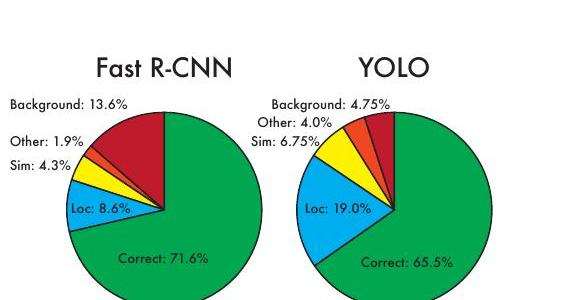 Fast R-CNN
Background: 13.6%
Other: 1.9%
Sim: 4.3%
Loc: 8.6%
Correct: 71.6%
YOLO
Background: 4.75%
Other: 4.0%
Sim: 6.75%
Loc: 19.0%
Correct: 65.5%